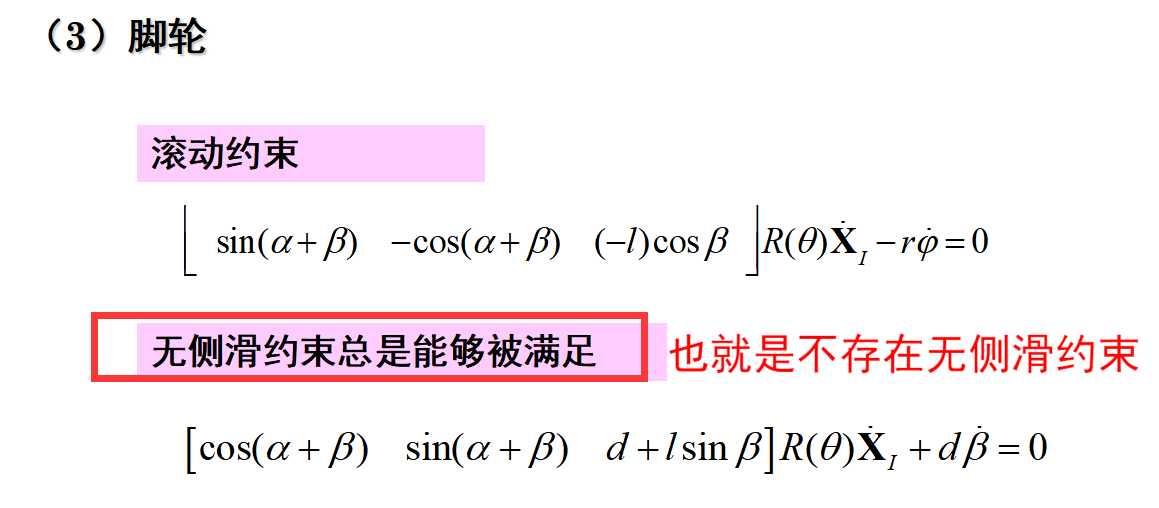 （3）脚轮
滚动约束
⌊ sin(α+β) −cos(α+β) (−l)cosβ ⌋R(θ)Ẋ_I − rφ̇ = 0
无侧滑约束总是能够被满足 也就是不存在无侧滑约束
[cos(α+β) sin(α+β) d+l sinβ]R(θ)Ẋ_I + dβ̇ = 0